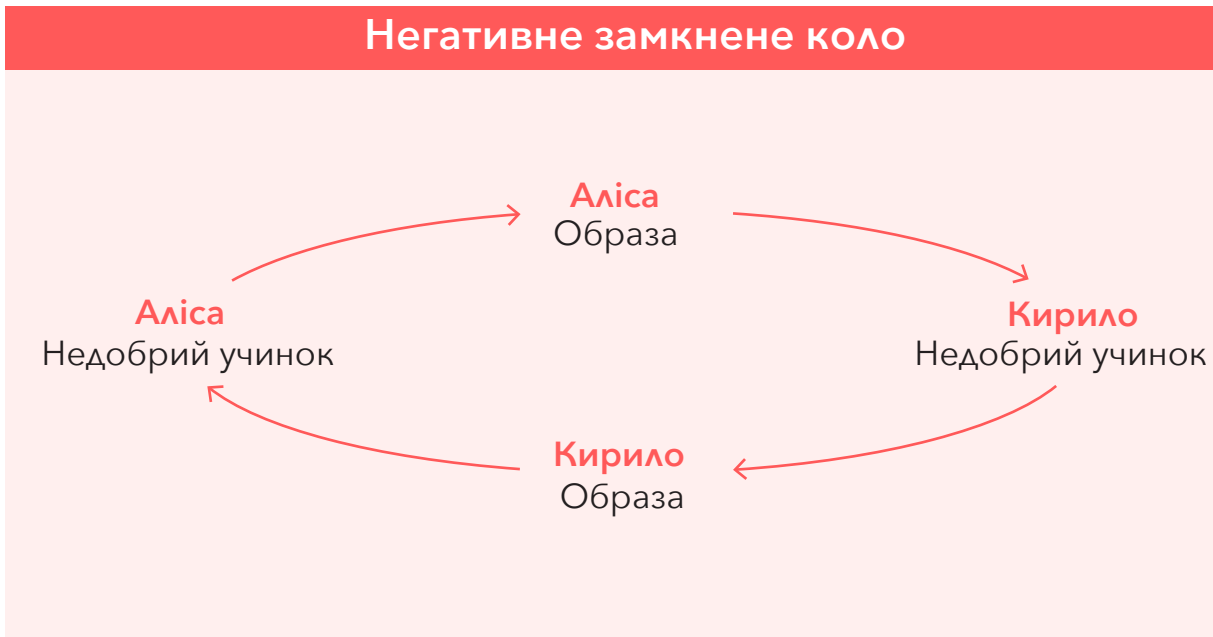 Негативне замкнене коло
Аліса
Образа
Аліса
Недобрий учинок
Кирило
Недобрий учинок
Кирило
Образа